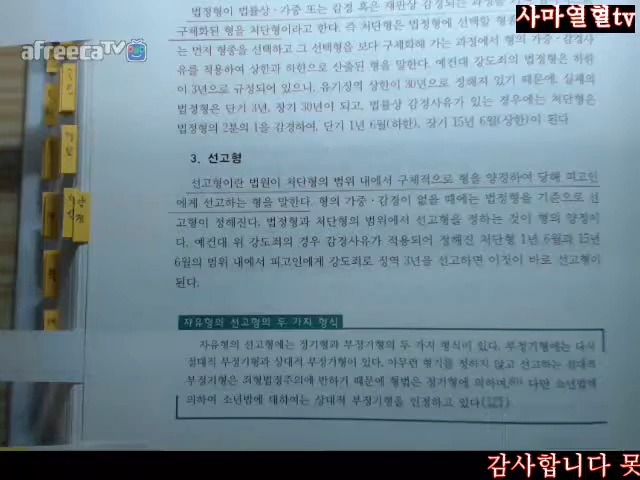 사마열혈tv
afreecaTV
법정형이 법률상·가중 또는 감경 혹은 재판상 감경되는 과정을
구체화된 형을 처단형이라고 한다. 즉 처단형은 법정형에 선택할 형종
는 먼저 형종을 선택하고 그 선택형을 보다 구체화해 가는 과정에서 형의 가중·감경사
유를 적용하여 상한과 하한으로 산출된 형을 말한다. 예컨대 강도죄의 법정형은 하한
이 3년으로 규정되어 있으나, 유기징역 상한이 30년으로 정해져 있기 때문에, 실제의
법정형은 단기 3년, 장기 30년이 되고, 법률상 감경사유가 있는 경우에는 처단형은
법정형의 2분의 1을 감경하여, 단기 1년 6월(하한), 장기 15년 6월(상한)이 된다
3. 선고형
선고형이란 법원이 처단형의 범위 내에서 구체적으로 형을 양정하여 당해 피고인
에게 선고하는 형을 말한다. 형의 가중·감경이 없을 때에는 법정형을 기준으로 선
고형이 정해진다. 법정형과 처단형의 범위에서 선고형을 정하는 것이 형의 양정이
다. 예컨대 위 강도죄의 경우 감경사유가 적용되어 정해진 처단형 1년 6월과 15년
6월의 범위 내에서 피고인에게 강도죄로 징역 3년을 선고하면 이것이 바로 선고형이
된다.
자유형의 선고형의 두 가지 형식
자유형의 선고형에는 정기형과 부정기형의 두 가지 형식이 있다. 부정기형에는 다시
절대적 부정기형과 상대적 부정기형이 있다. 아무런 형기를 정하지 않고 선고하는 절대적
부정기형은 죄형법정주의에 반하기 때문에 형법은 정기형에 의하며, 다만 소년법에
의하여 소년범에 대하여는 상대적 부정기형을 인정하고 있다
감사합니다 못